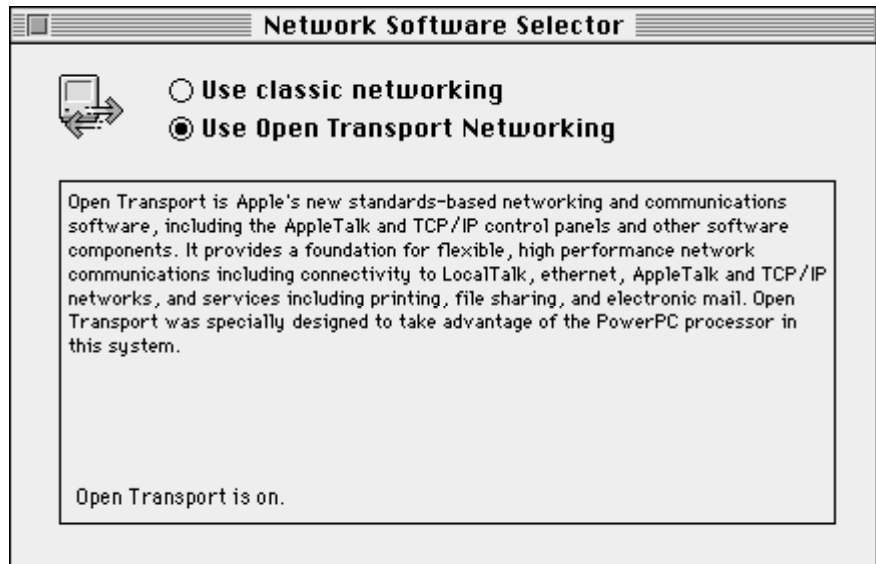 Network Software Selector
Use classic networking
Use Open Transport Networking
Open Transport is Apple's new standards-based networking and communications
software, including the AppleTalk and TCP/IP control panels and other software
components. It provides a foundation for flexible, high performance network
communications including connectivity to LocalTalk, ethernet, AppleTalk and TCP/IP
networks, and services including printing, file sharing, and electronic mail. Open
Transport was specially designed to take advantage of the PowerPC processor in
this system.
Open Transport is on.